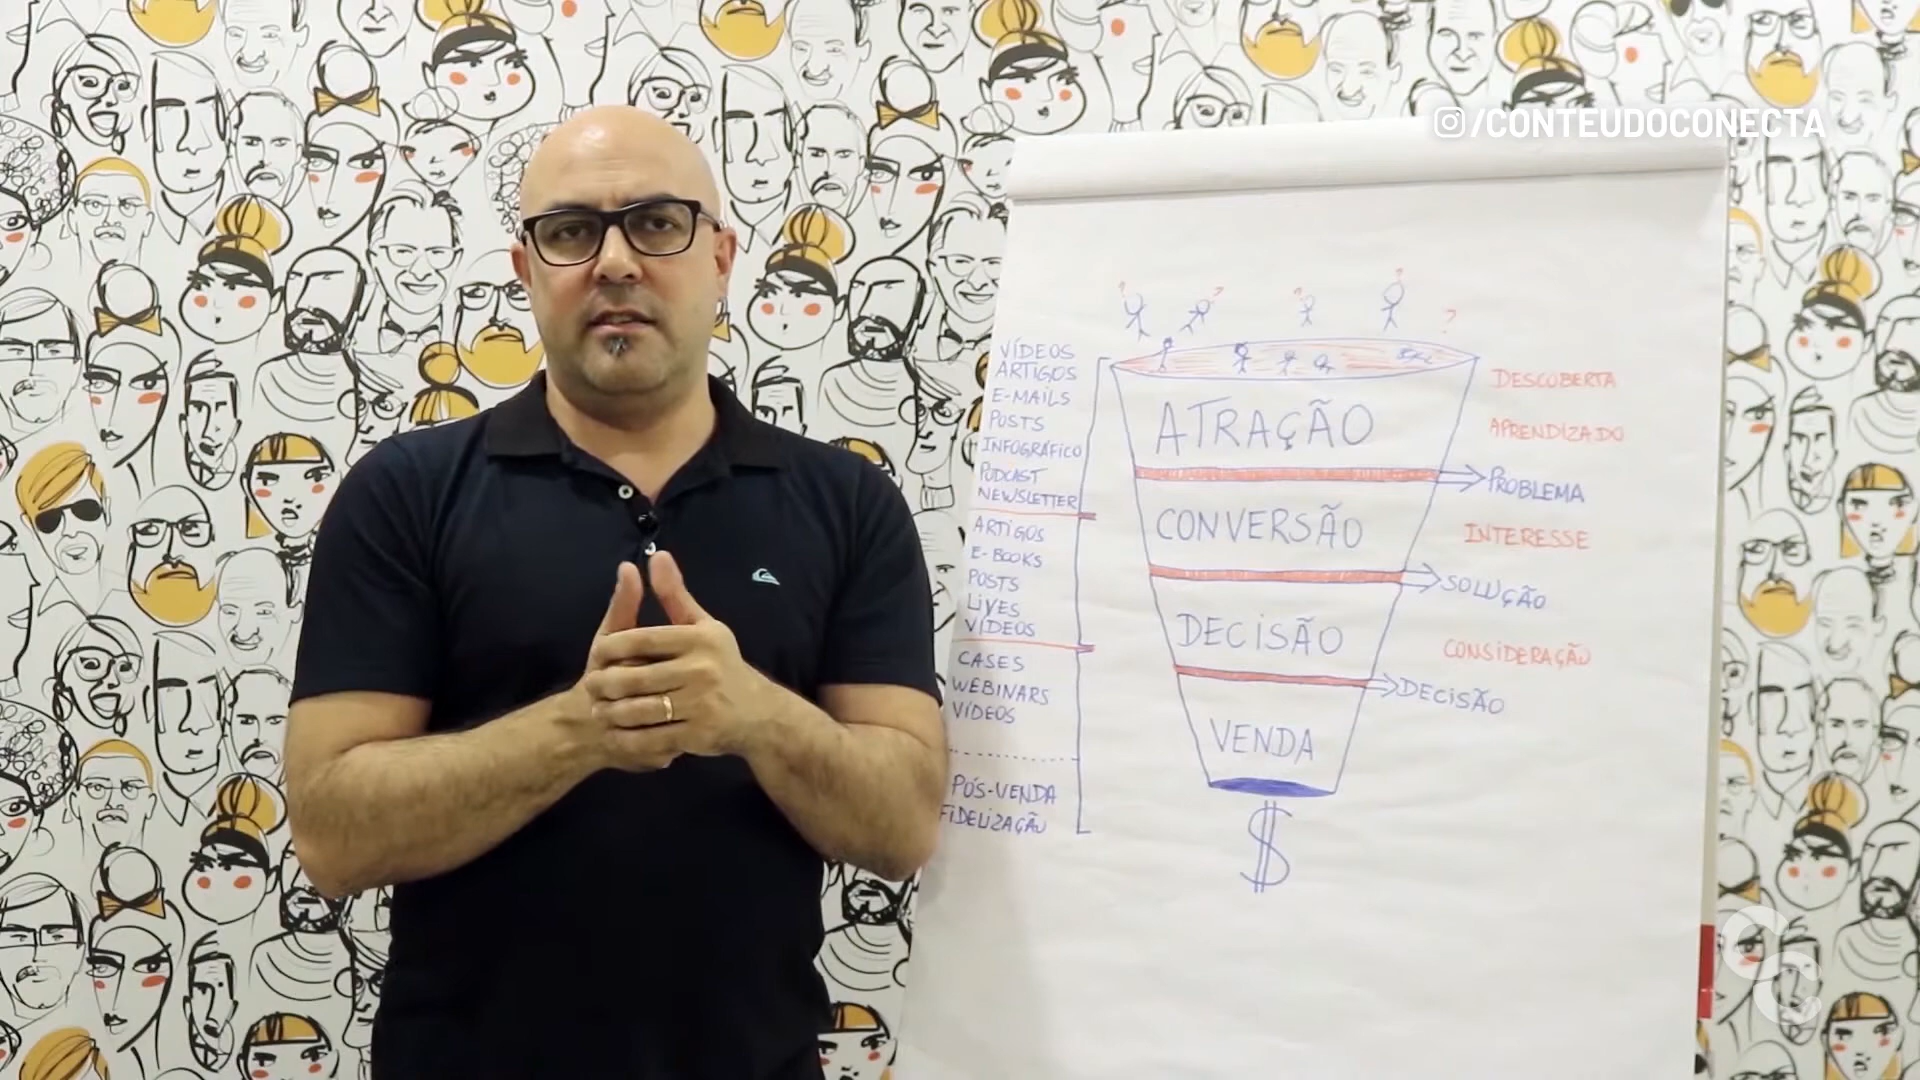 /CONTEUDOCONECTA
VÍDEOS
ARTIGOS
E-MAILS
POSTS
INFOGRÁFICO
PODCAST
NEWSLETTER
ARTIGOS
E-BOOKS
POSTS
LIVES
VÍDEOS
CASES
WEBINARS
VÍDEOS
PÓS-VENDA
FIDELIZAÇÃO
ATRAÇÃO
CONVERSÃO
DECISÃO
VENDA
$
DESCOBERTA
APRENDIZADO
PROBLEMA
INTERESSE
SOLUÇÃO
CONSIDERAÇÃO
DECISÃO